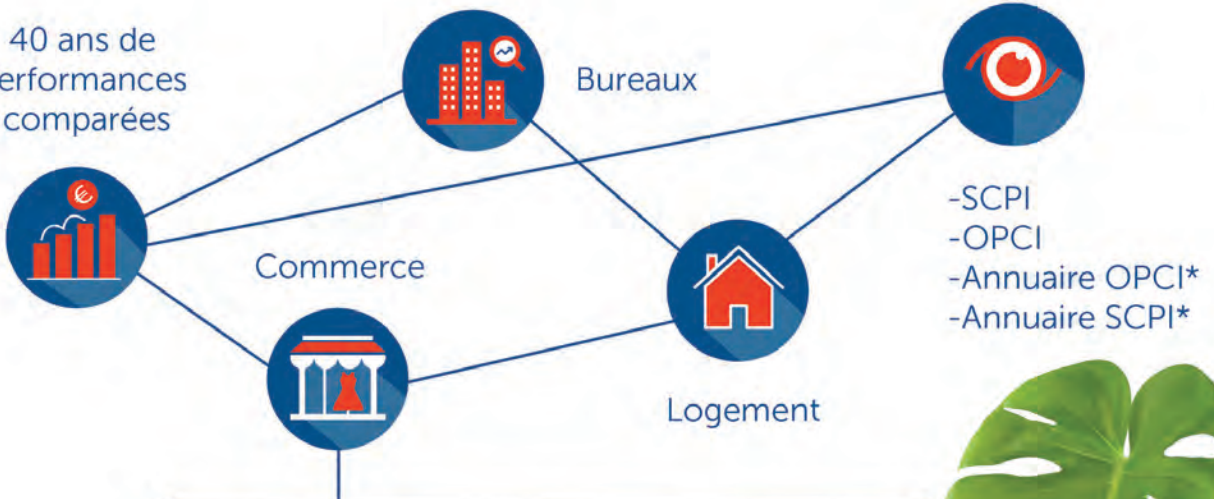 40 ans de
erformances
comparées
Bureaux
Commerce
Logement
-SCPI
-OPCI
-Annuaire OPCI*
-Annuaire SCPI*